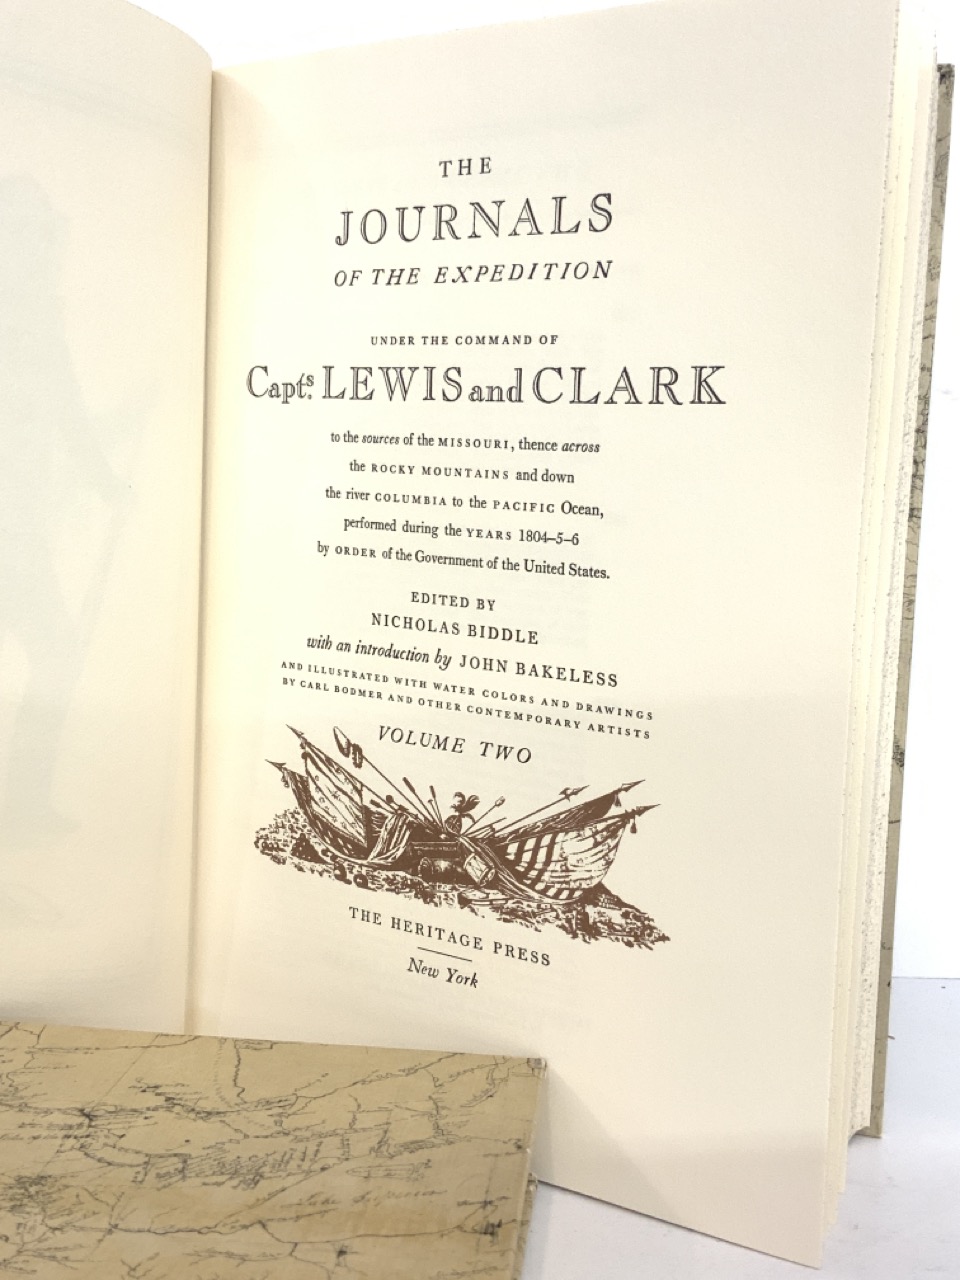 THE
JOURNALS
OF THE EXPEDITION
UNDER THE COMMAND OF
Capts. LEWIS and CLARK
to the sources of the MISSOURI, thence across
the ROCKY MOUNTAINS and down
the river COLUMBIA to the PACIFIC Ocean,
performed during the YEARS 1804–5–6
by ORDER of the Government of the United States.
EDITED BY
NICHOLAS BIDDLE
with an introduction by JOHN BAKELESS
AND ILLUSTRATED WITH WATER COLORS AND DRAWINGS
BY CARL BODMER AND OTHER CONTEMPORARY ARTISTS
VOLUME TWO
THE HERITAGE PRESS
New York